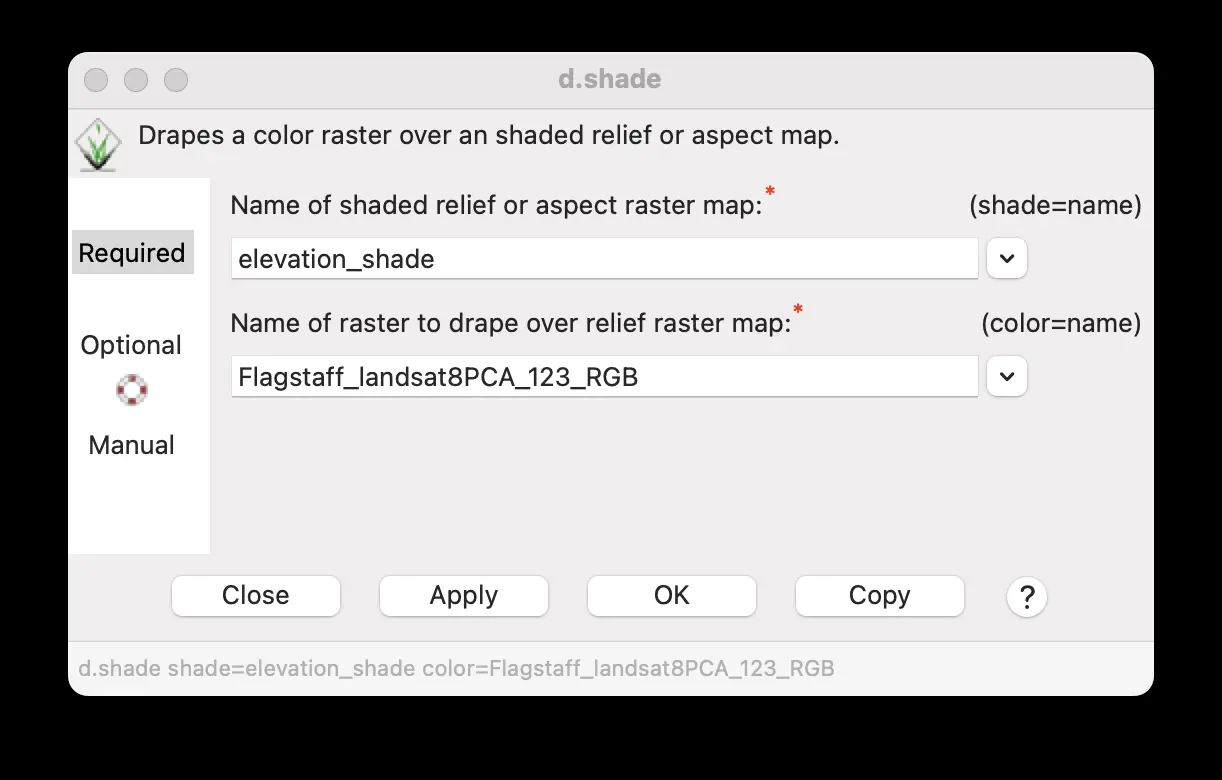 d.shade
Drapes a color raster over an shaded relief or aspect map.
Required
Optional
Manual
Name of shaded relief or aspect raster map:* (shade=name)
elevation_shade
Name of raster to drape over relief raster map:* (color=name)
Flagstaff_landsat8PCA_123_RGB
Close Apply OK Copy ?
d.shade shade=elevation_shade color=Flagstaff_landsat8PCA_123_RGB